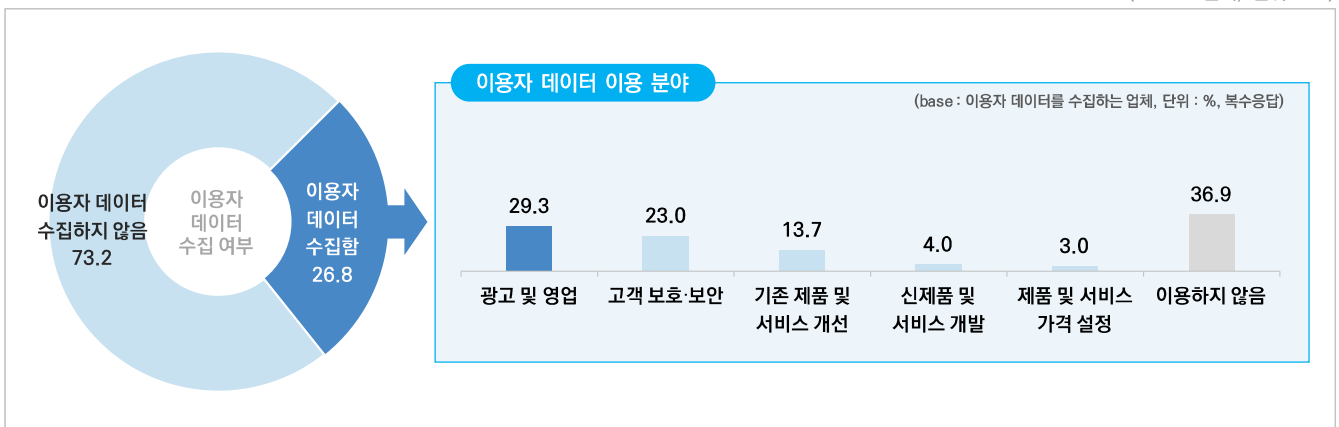 이용자 데이터 이용 분야
(base : 이용자 데이터를 수집하는 업체, 단위 : %, 복수응답)
이용자 데이터
수집하지 않음
73.2
이용자
데이터
수집 여부
이용자
데이터
수집함
26.8
29.3
23.0
13.7
4.0
3.0
36.9
광고 및 영업
고객 보호·보안
기존 제품 및
서비스 개선
신제품 및
서비스 개발
제품 및 서비스
가격 설정
이용하지 않음